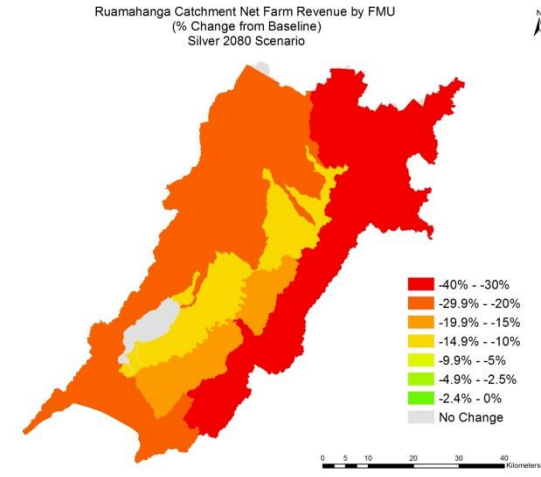 Ruamahanga Catchment Net Farm Revenue by FMU
(% Change from Baseline)
Silver 2080 Scenario
N
-40% - -30%
-29.9% - -20%
-19.9% - -15%
-14.9% - -10%
-9.9% - -5%
-4.9% - -2.5%
-2.4% - 0%
No Change
0 5 10 20 30 40
Kilometers